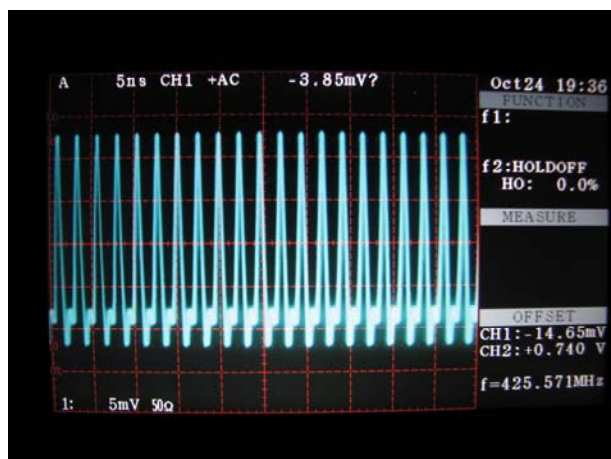 A 5ns CH1 +AC -3.85mV?
Oct24 19:36
FUNCTION
f1:
f2:HOLDOFF
HO: 0.0%
MEASURE
OFFSET
CH1:-14.65mV
CH2:+0.740 V
f=425.571MHz
1: 5mV 50Ω